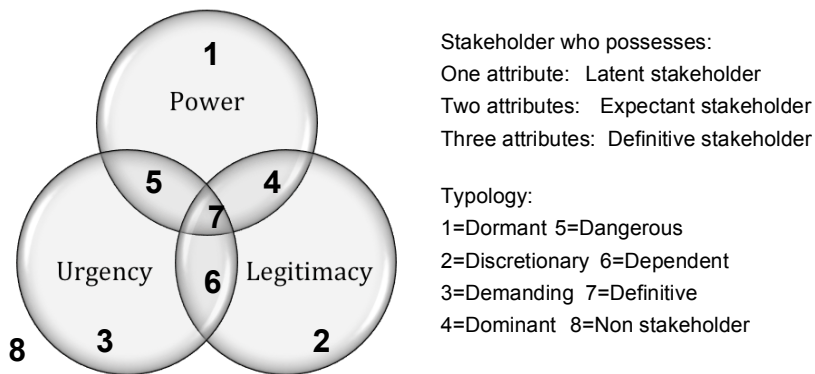 1
Power
5
4
7
Urgency
Legitimacy
6
3
2
8
Stakeholder who possesses:
One attribute: Latent stakeholder
Two attributes: Expectant stakeholder
Three attributes: Definitive stakeholder
Typology:
1=Dormant 5=Dangerous
2=Discretionary 6=Dependent
3=Demanding 7=Definitive
4=Dominant 8=Non stakeholder